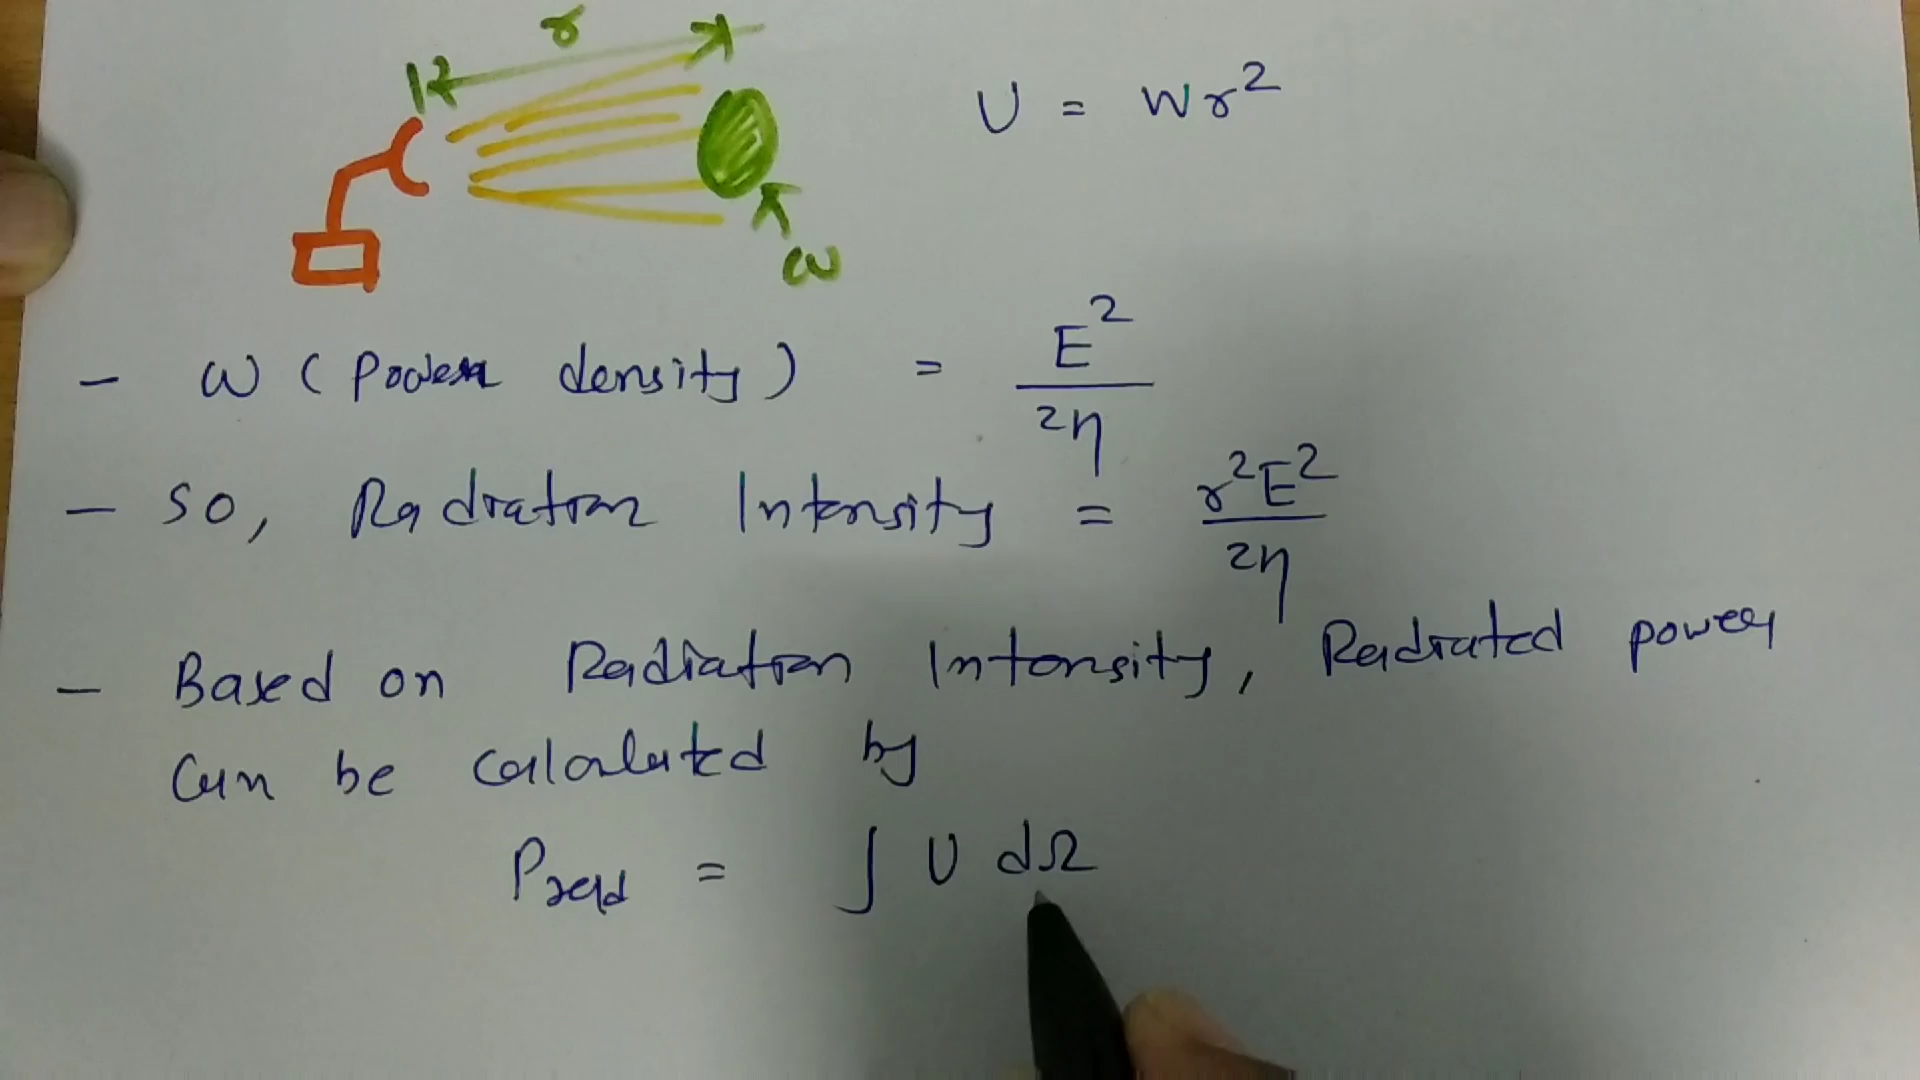 r
U = Wr²
W
- W (Power density) = E² / 2η
- So, Radiation Intensity = r²E² / 2η
- Based on Radiation Intensity, Radiated power
Can be calculated by
Prad = ∫ U dΩ